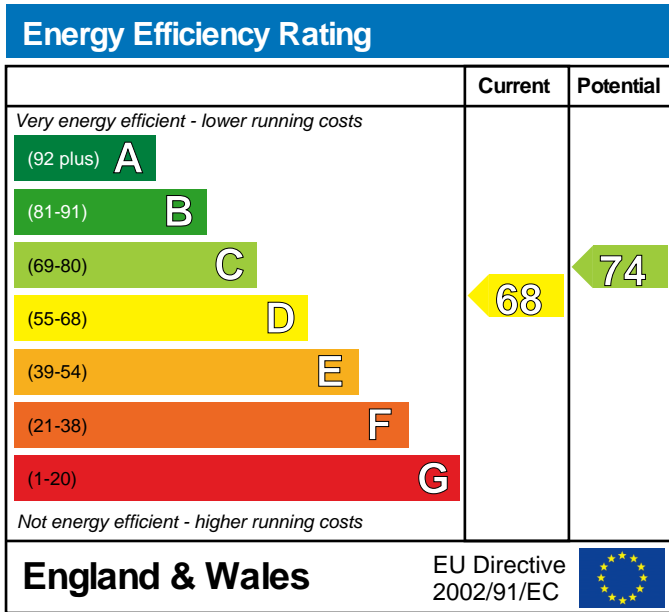 Energy Efficiency Rating
Current Potential
Very energy efficient - lower running costs
(92 plus) A
(81-91) B
(69-80) C
(55-68) D
(39-54) E
(21-38) F
(1-20) G
68
74
Not energy efficient - higher running costs
England & Wales
EU Directive
2002/91/EC